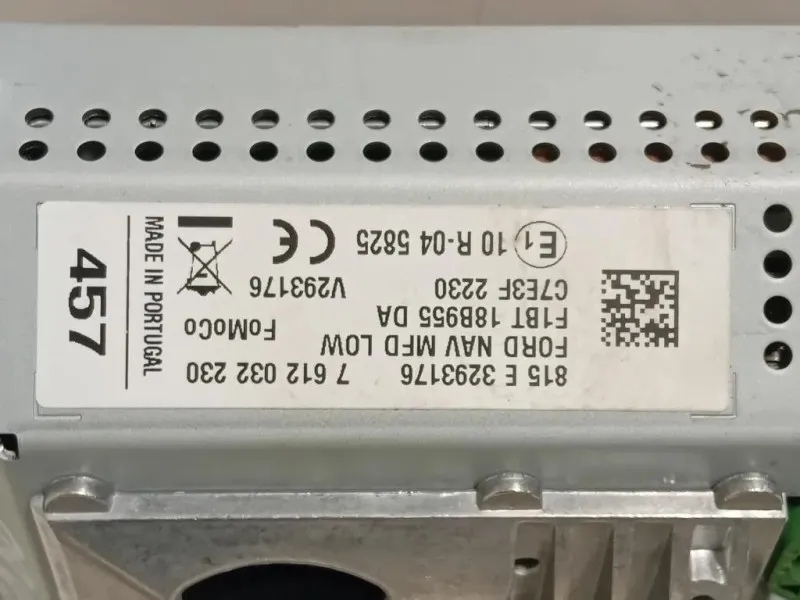 815 E 3293176 7 612 032 230
FORD NAV MFD LOW
F1BT 18B955 DA FoMoCo
C7E3F 2230 V293176
E1 10 R-04 5825 CE
MADE IN PORTUGAL
457